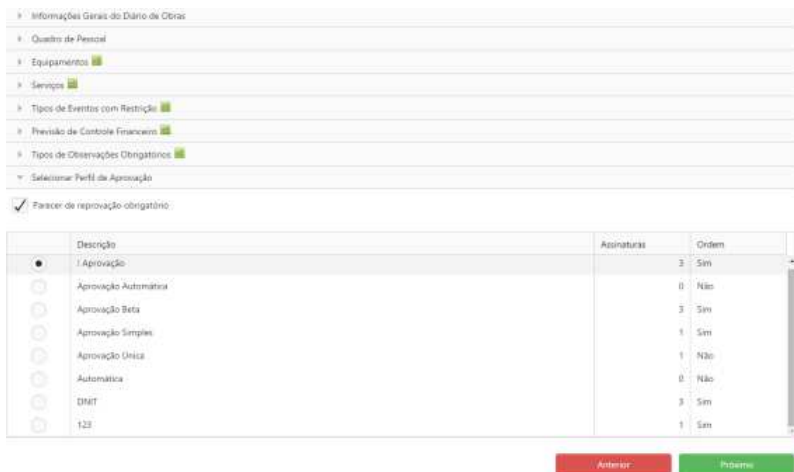 Informações Gerais do Diário de Obras
Quadro de Pessoal
Equipamentos
Serviços
Tipos de Eventos com Restrição
Previsão de Controle Financeiro
Tipos de Observações Obrigatórios
Selecionar Perfil de Aprovação
Parecer de reprovação obrigatório
Descrição Assinaturas Ordem
! Aprovação 3 Sim
Aprovação Automática 0 Não
Aprovação Beta 3 Sim
Aprovação Simples 1 Sim
Aprovação Única 1 Não
Automática 0 Não
DNIT 3 Sim
123 1 Sim
Anterior Próximo